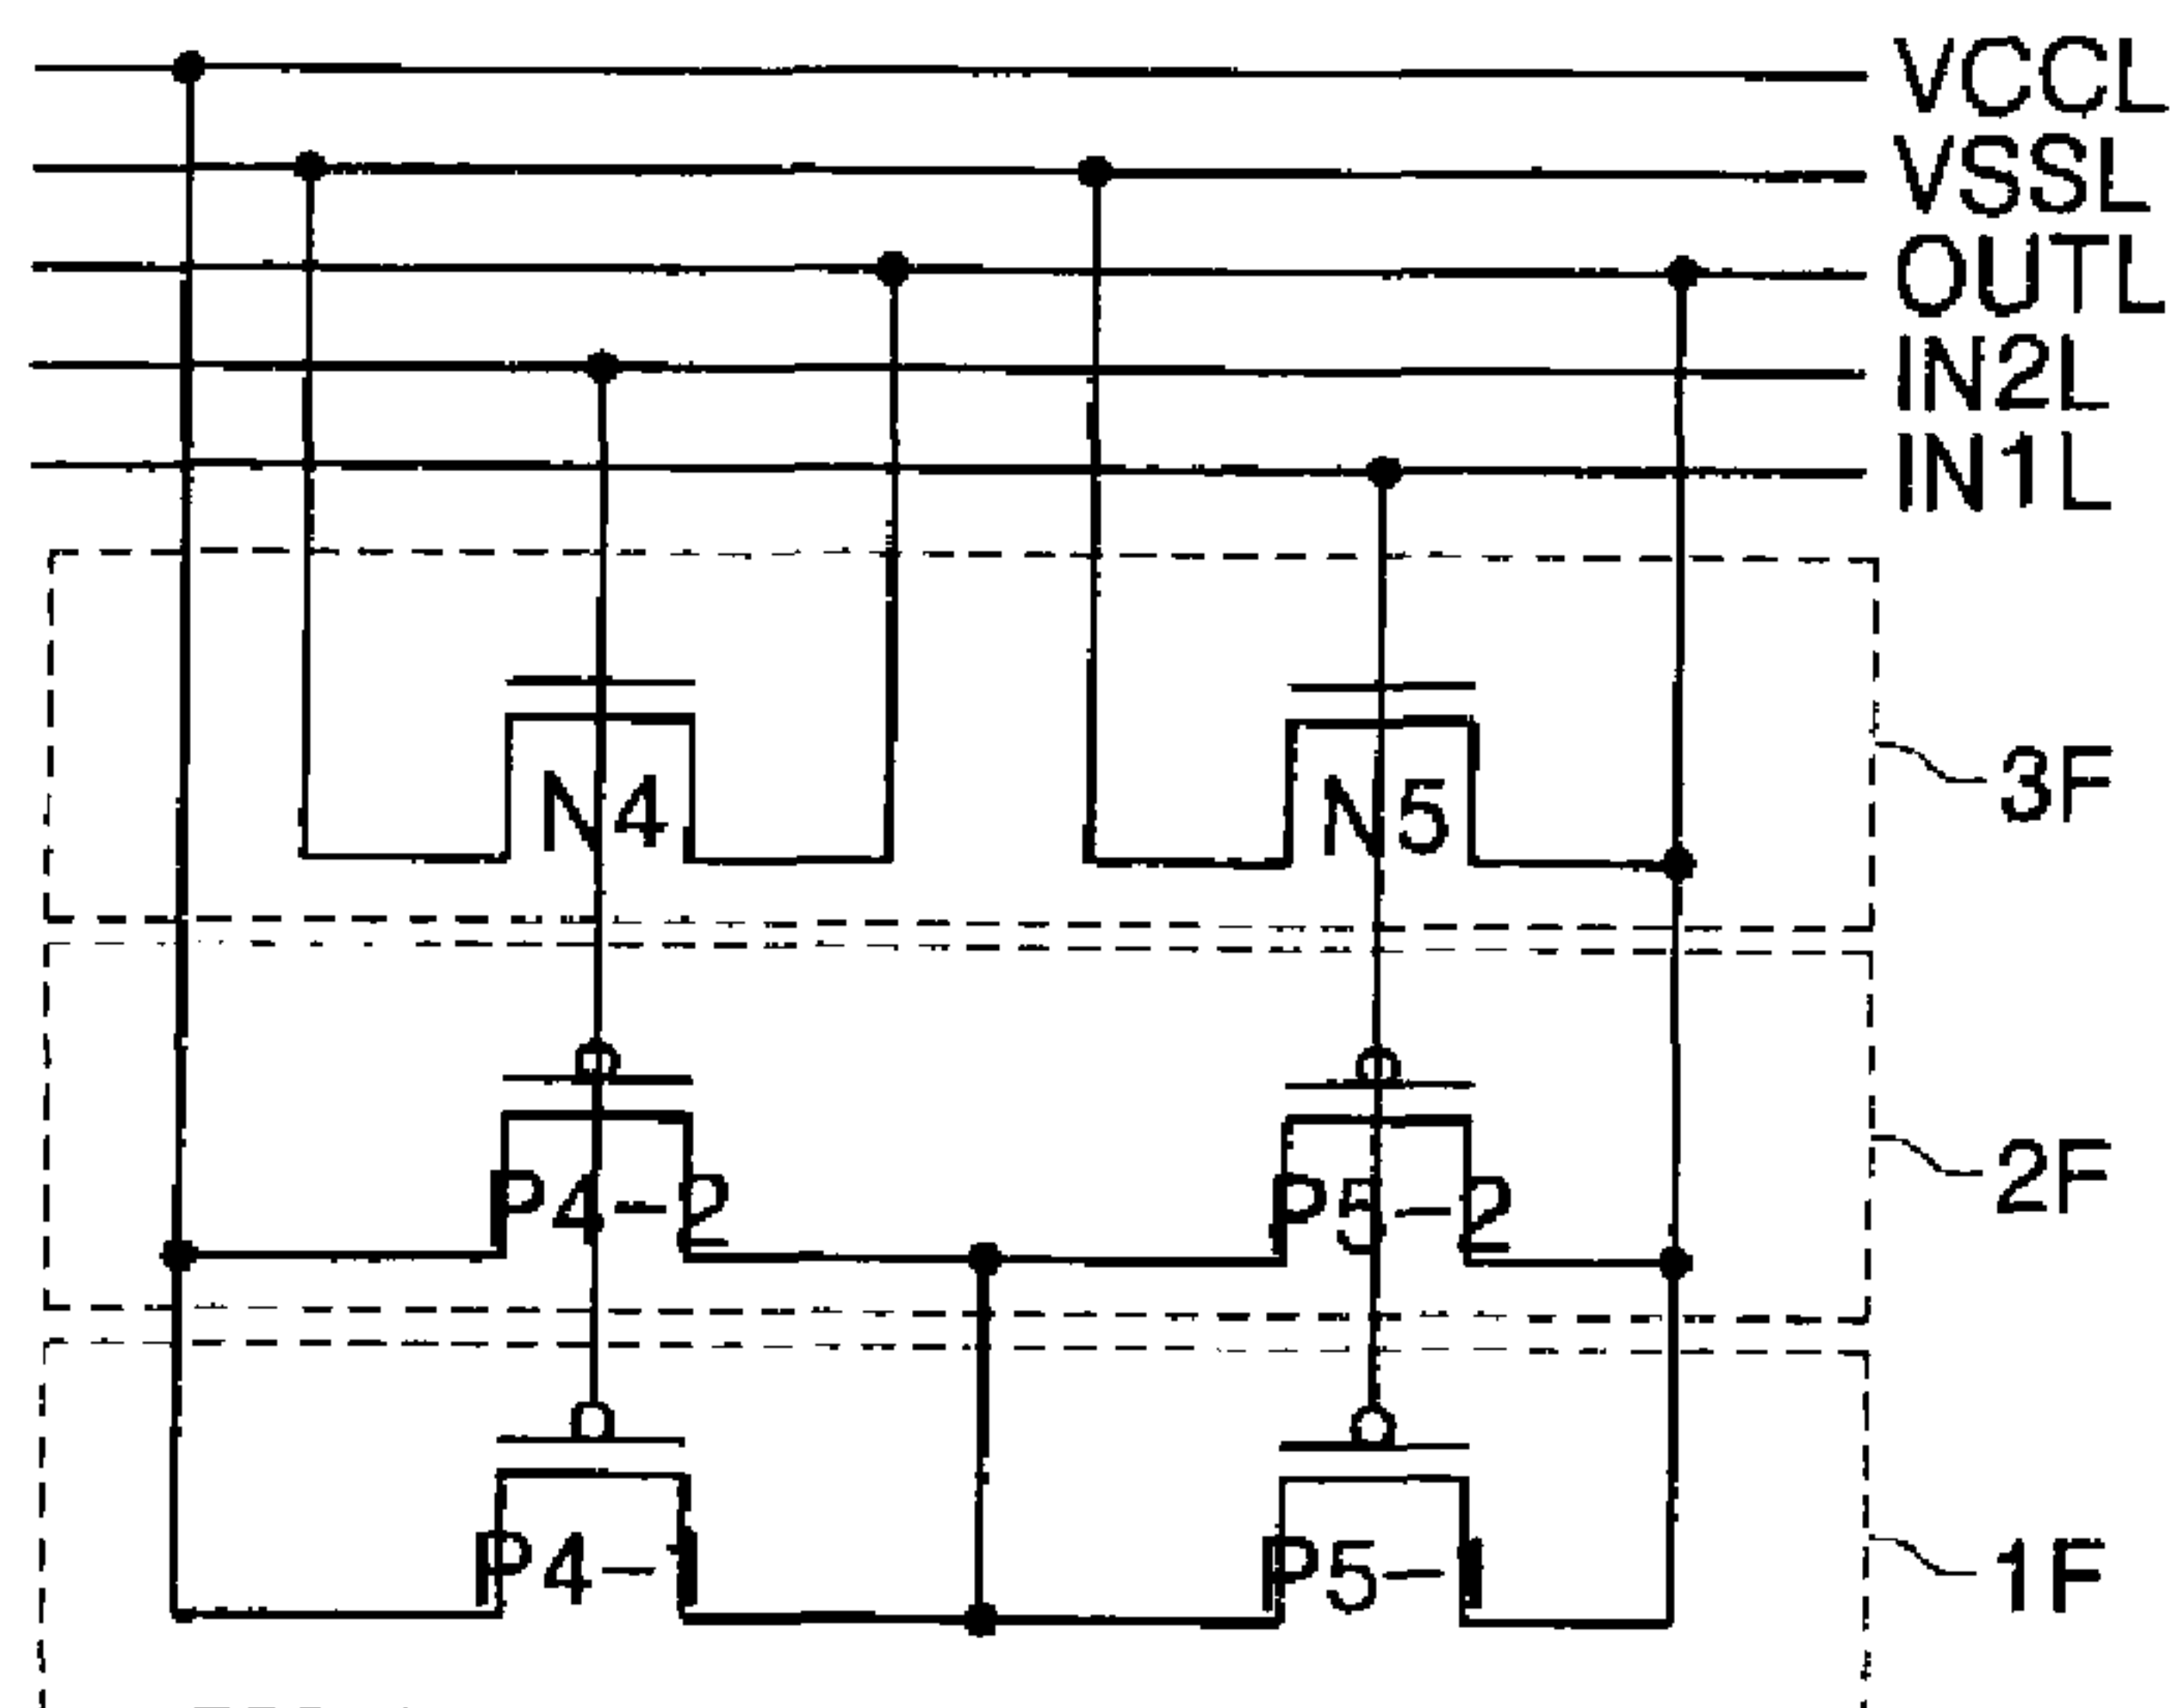 VCCL
VSSL
OUTL
IN2L
IN1L
N4 N5
3F
P4-2 P5-2
2F
P4-1 P5-1
1F